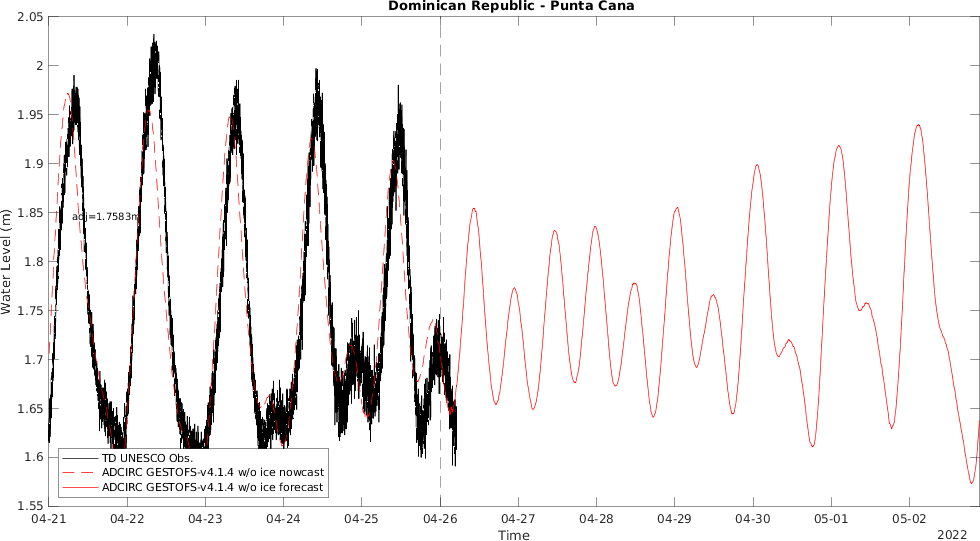 Dominican Republic - Punta Cana
2.05
2
1.95
1.9
1.85
1.8
1.75
1.7
1.65
1.6
1.55
Water Level (m)
adj=1.7583m
TD UNESCO Obs.
ADCIRC GESTOFS-v4.1.4 w/o ice nowcast
ADCIRC GESTOFS-v4.1.4 w/o ice forecast
04-21 04-22 04-23 04-24 04-25 04-26 04-27 04-28 04-29 04-30 05-01 05-02
Time
2022